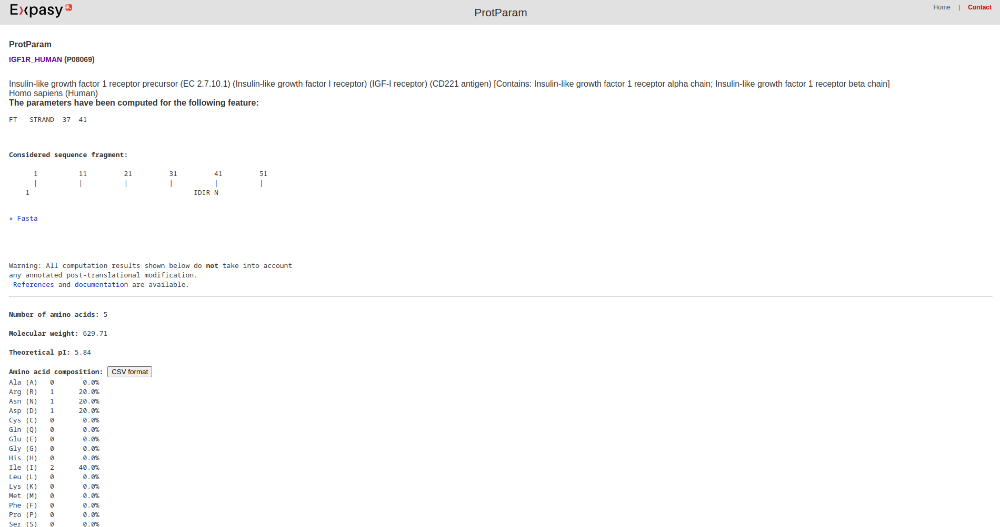 Expasy
ProtParam
Home | Contact
ProtParam
IGF1R_HUMAN (P08069)
Insulin-like growth factor 1 receptor precursor (EC 2.7.10.1) (Insulin-like growth factor I receptor) (IGF-I receptor) (CD221 antigen) [Contains: Insulin-like growth factor 1 receptor alpha chain; Insulin-like growth factor 1 receptor beta chain]
Homo sapiens (Human)
The parameters have been computed for the following feature:
FT   STRAND  37  41
Considered sequence fragment:
      1          11         21         31         41         51
      |          |          |          |          |          |
    1                                        IDIR N
» Fasta
Warning: All computation results shown below do not take into account
any annotated post-translational modification.
References and documentation are available.
Number of amino acids: 5
Molecular weight: 629.71
Theoretical pI: 5.84
Amino acid composition: CSV format
Ala (A)   0       0.0%
Arg (R)   1      20.0%
Asn (N)   1      20.0%
Asp (D)   1      20.0%
Cys (C)   0       0.0%
Gln (Q)   0       0.0%
Glu (E)   0       0.0%
Gly (G)   0       0.0%
His (H)   0       0.0%
Ile (I)   2      40.0%
Leu (L)   0       0.0%
Lys (K)   0       0.0%
Met (M)   0       0.0%
Phe (F)   0       0.0%
Pro (P)   0       0.0%
Ser (S)   0       0.0%